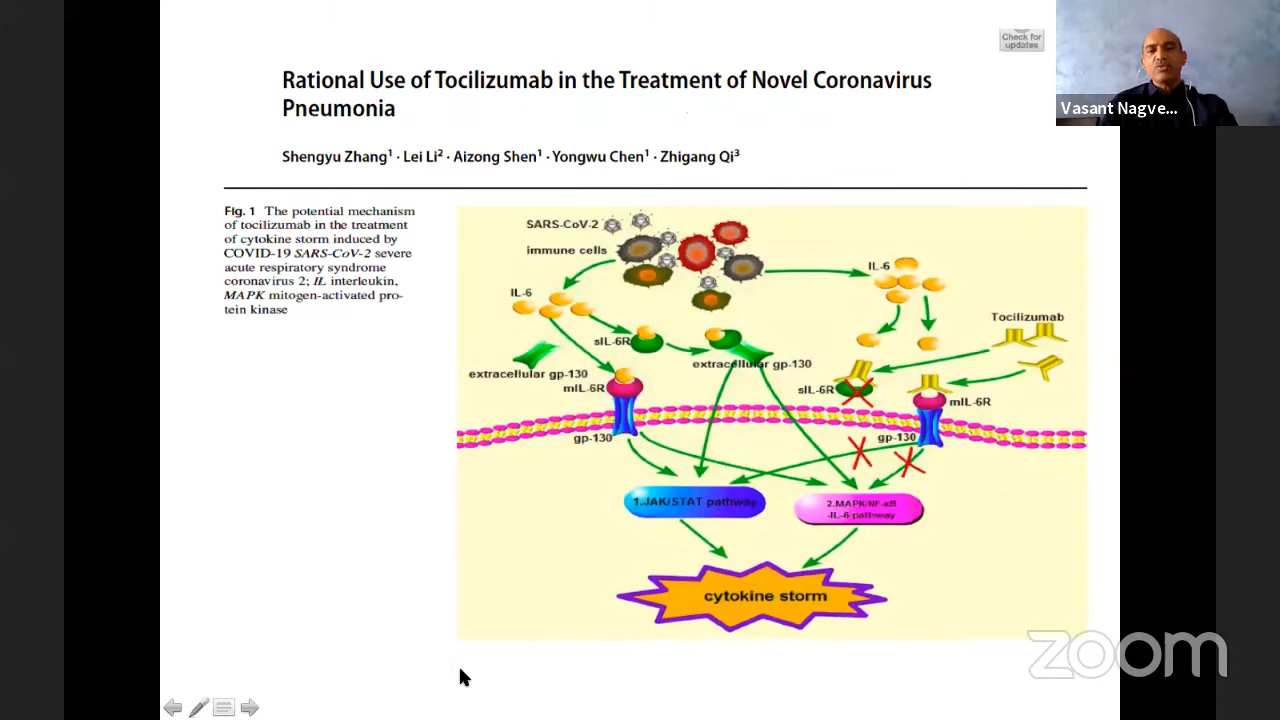 Check for
updates
Rational Use of Tocilizumab in the Treatment of Novel Coronavirus
Pneumonia
Shengyu Zhang1 · Lei Li2 · Aizong Shen1 · Yongwu Chen1 · Zhigang Qi3
Vasant Nagve...
Fig. 1 The potential mechanism
of tocilizumab in the treatment
of cytokine storm induced by
COVID-19 SARS-CoV-2 severe
acute respiratory syndrome
coronavirus 2; IL interleukin,
MAPK mitogen-activated pro-
tein kinase
SARS-CoV-2
immune cells
IL-6
IL-6
Tocilizumab
sIL-6R
extracellular gp-130
extracellular gp-130
mIL-6R
sIL-6R
mIL-6R
gp-130
gp-130
1.JAK/STAT pathway
2.MAPK/NF-κB
-IL-6-pathway
cytokine storm
zoom